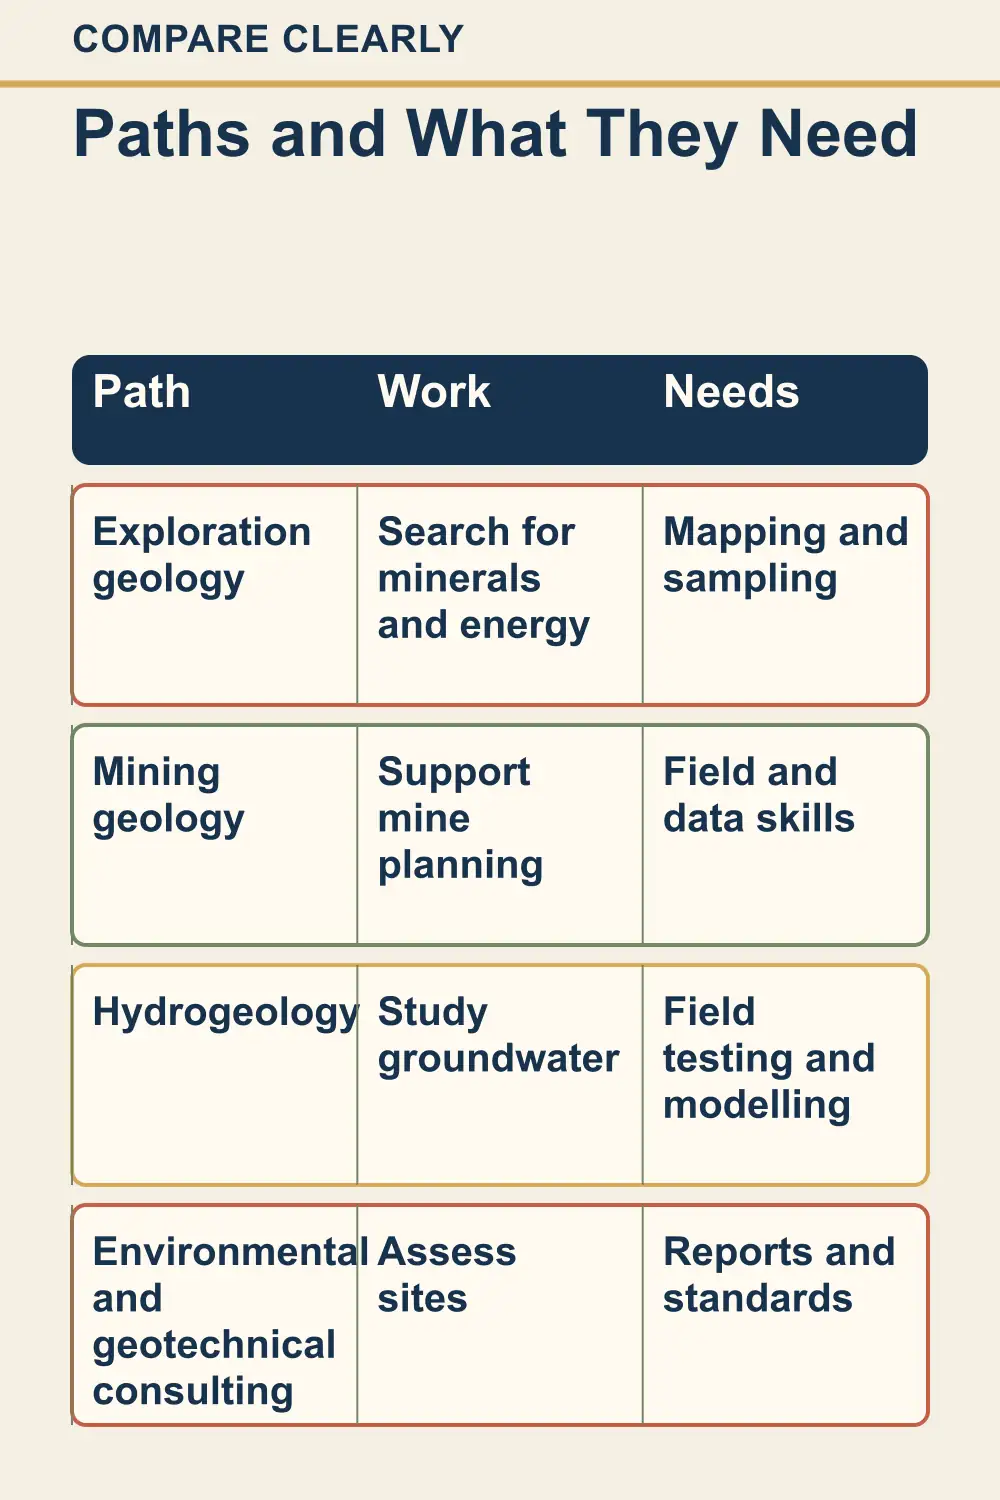 COMPARE CLEARLY
Paths and What They Need
Path Work Needs
Exploration
geology
Search for
minerals
and energy
Mapping and
sampling
Mining
geology
Support
mine
planning
Field and
data skills
Hydrogeology
Study
groundwater
Field
testing and
modelling
Environmental
and
geotechnical
consulting
Assess
sites
Reports and
standards